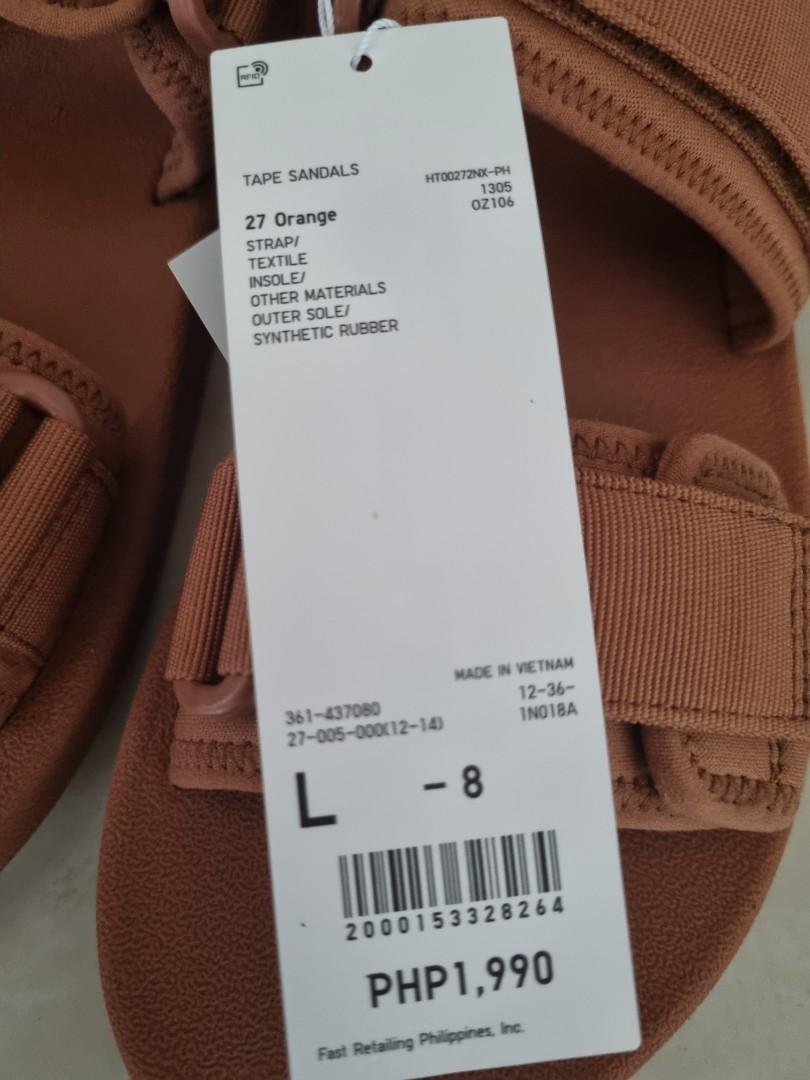 RFID
TAPE SANDALS
HT00272NX-PH
1305
OZ106
27 Orange
STRAP/
TEXTILE
INSOLE/
OTHER MATERIALS
OUTER SOLE/
SYNTHETIC RUBBER
MADE IN VIETNAM
12-36-
1N018A
361-437080
27-005-000(12-14)
L - 8
2000153328264
PHP1,990
Fast Retailing Philippines, Inc.